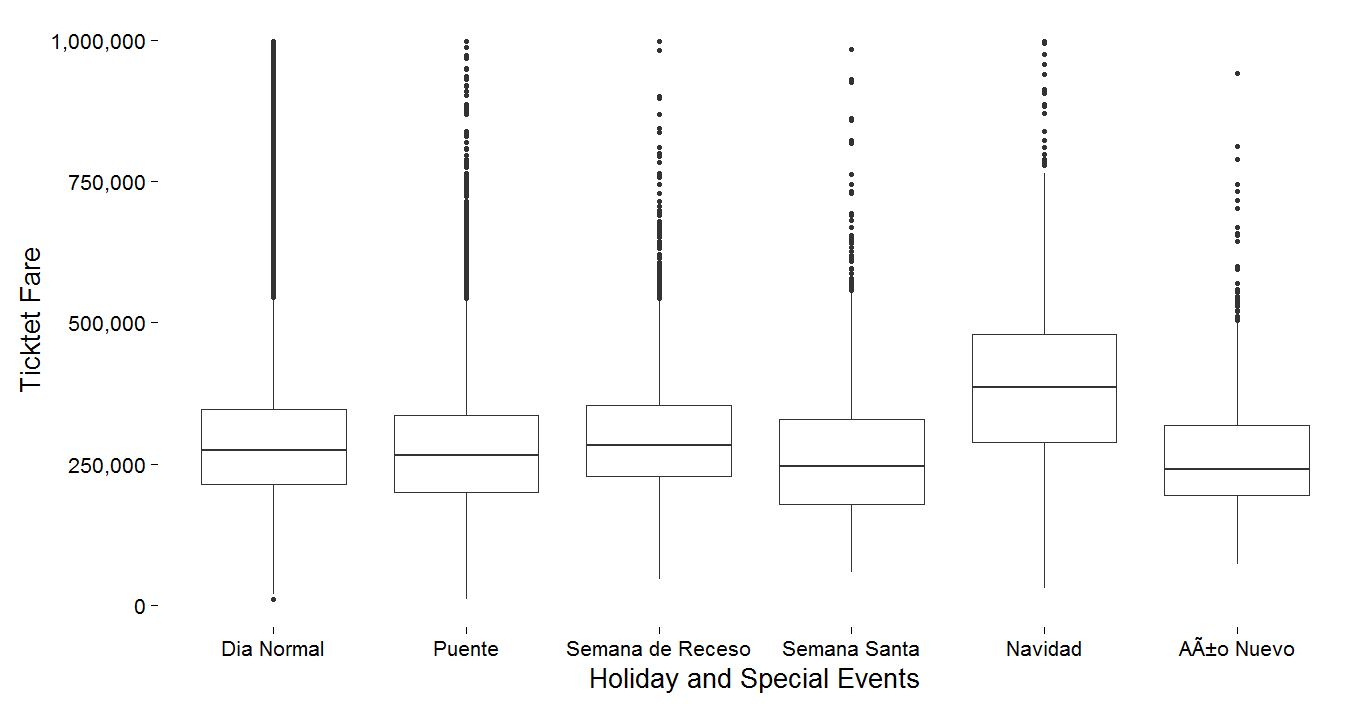 1,000,000
750,000
500,000
250,000
0
Ticktet Fare
Dia Normal Puente Semana de Receso Semana Santa Navidad AÃ±o Nuevo
Holiday and Special Events